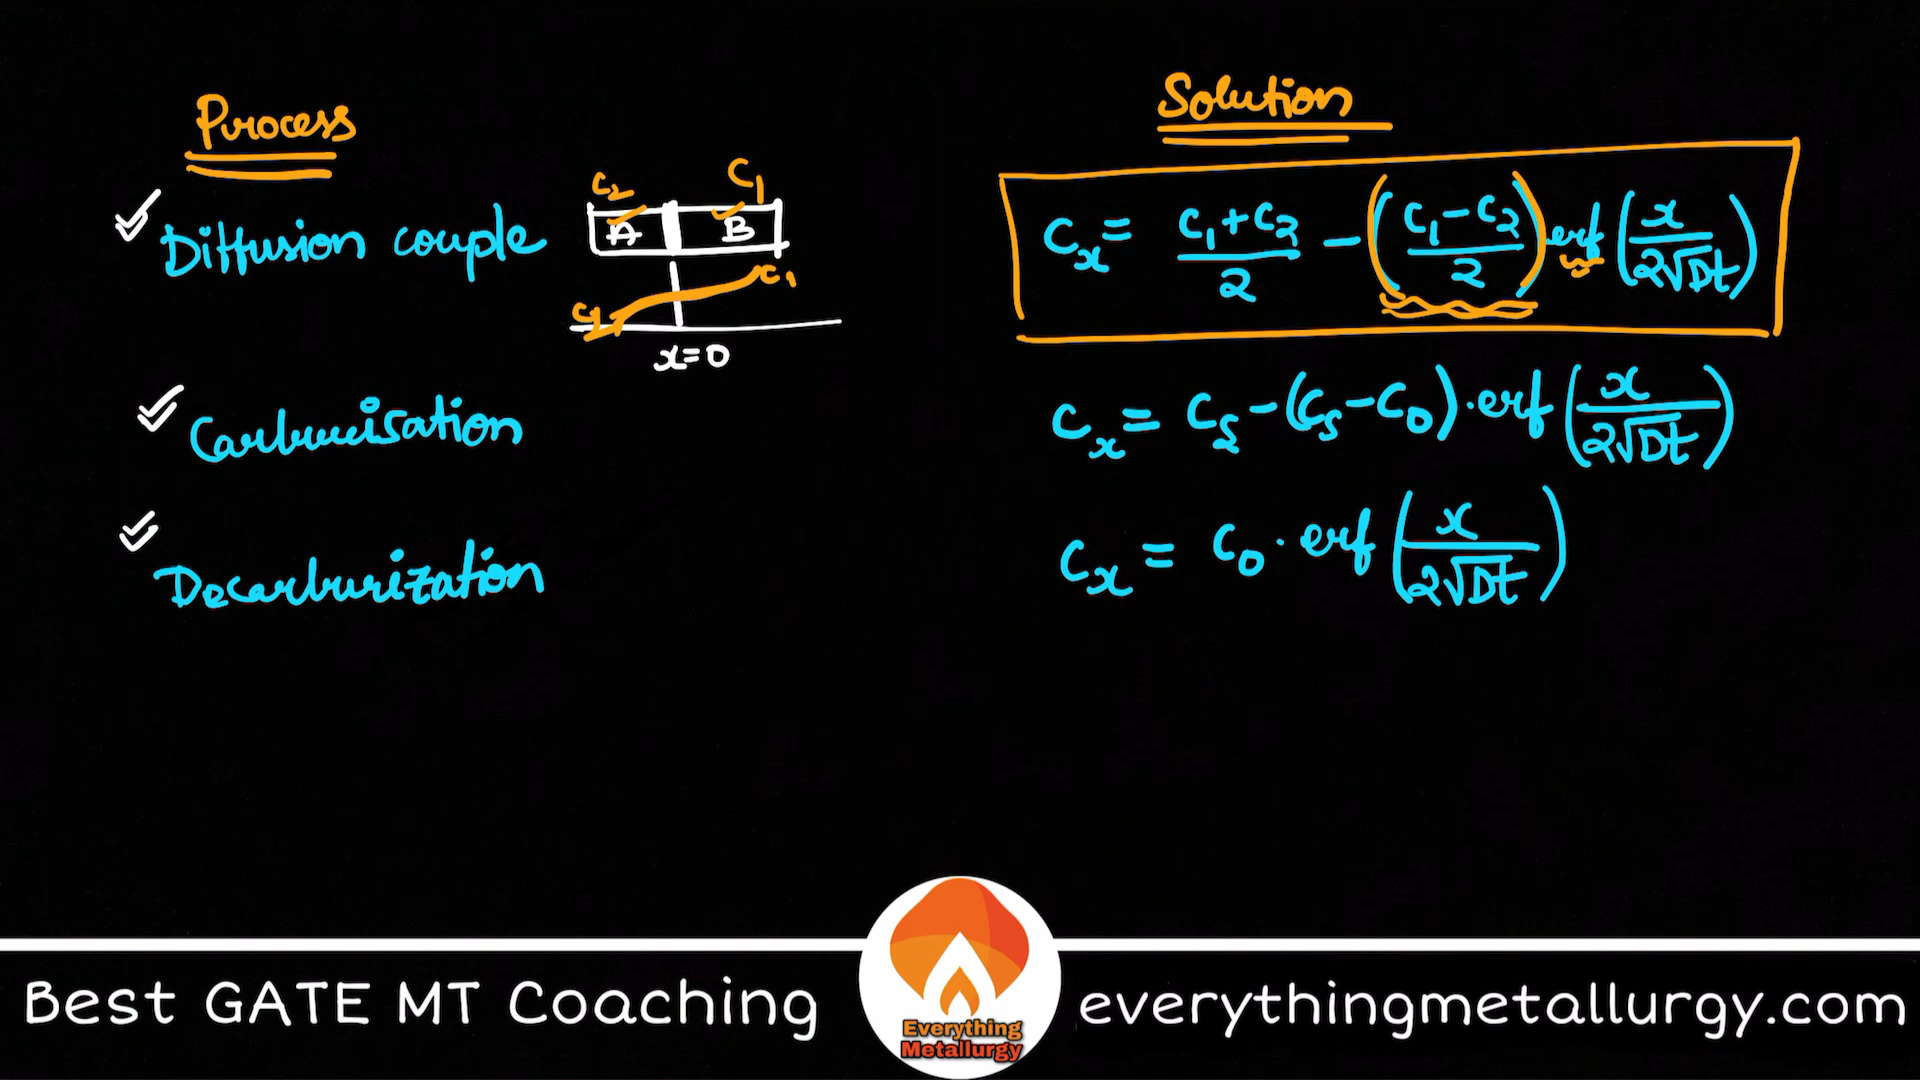 Process
Solution
Diffusion couple
C₂ C₁
A B
C₂ C₁
x=0
Cₓ = (C₁+C₂)/2 − ((C₁−C₂)/2) erf(x/(2√Dt))
Carburisation
Cₓ = Cₛ − (Cₛ−C₀)·erf(x/(2√Dt))
Decarburization
Cₓ = C₀·erf(x/(2√Dt))
Best GATE MT Coaching
Everything
Metallurgy
everythingmetallurgy.com